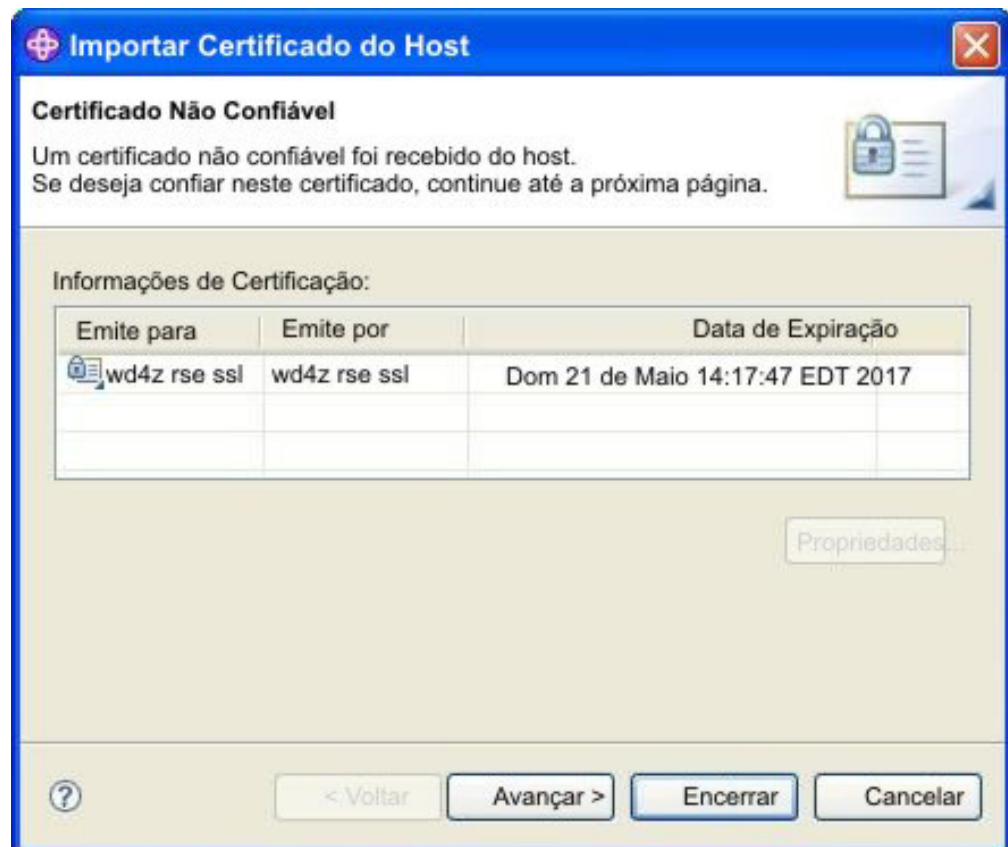 Importar Certificado do Host
Certificado Não Confiável
Um certificado não confiável foi recebido do host.
Se deseja confiar neste certificado, continue até a próxima página.
Informações de Certificação:
Emite para Emite por Data de Expiração
wd4z rse ssl wd4z rse ssl Dom 21 de Maio 14:17:47 EDT 2017
Propriedades...
? < Voltar Avançar > Encerrar Cancelar